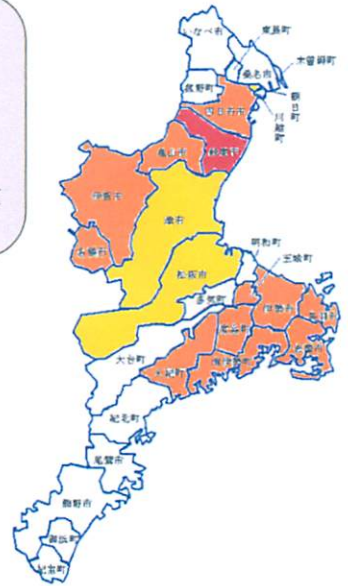 いなべ市
東員町
木曽岬町
桑名市
菰野町
朝日町
川越町
四日市市
鈴鹿市
亀山市
伊賀市
津市
名張市
松阪市
明和町
玉城町
多気町
伊勢市
鳥羽市
度会町
志摩市
南伊勢町
大台町
大紀町
紀北町
尾鷲市
熊野市
御浜町
紀宝町